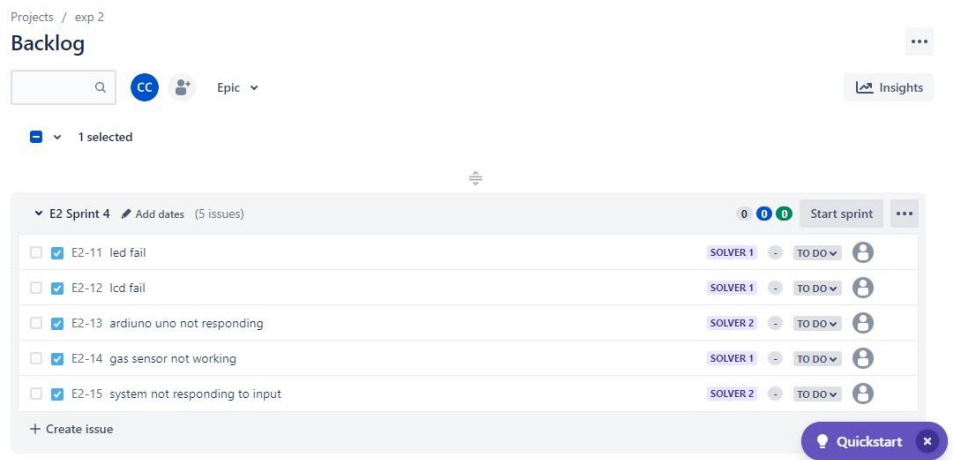 Projects / exp 2
Backlog
CC Epic Insights
1 selected
E2 Sprint 4 Add dates (5 issues) 0 0 0 Start sprint
E2-11 led fail SOLVER 1 - TO DO
E2-12 lcd fail SOLVER 1 - TO DO
E2-13 ardiuno uno not responding SOLVER 2 - TO DO
E2-14 gas sensor not working SOLVER 1 - TO DO
E2-15 system not responding to input SOLVER 2 - TO DO
+ Create issue
Quickstart